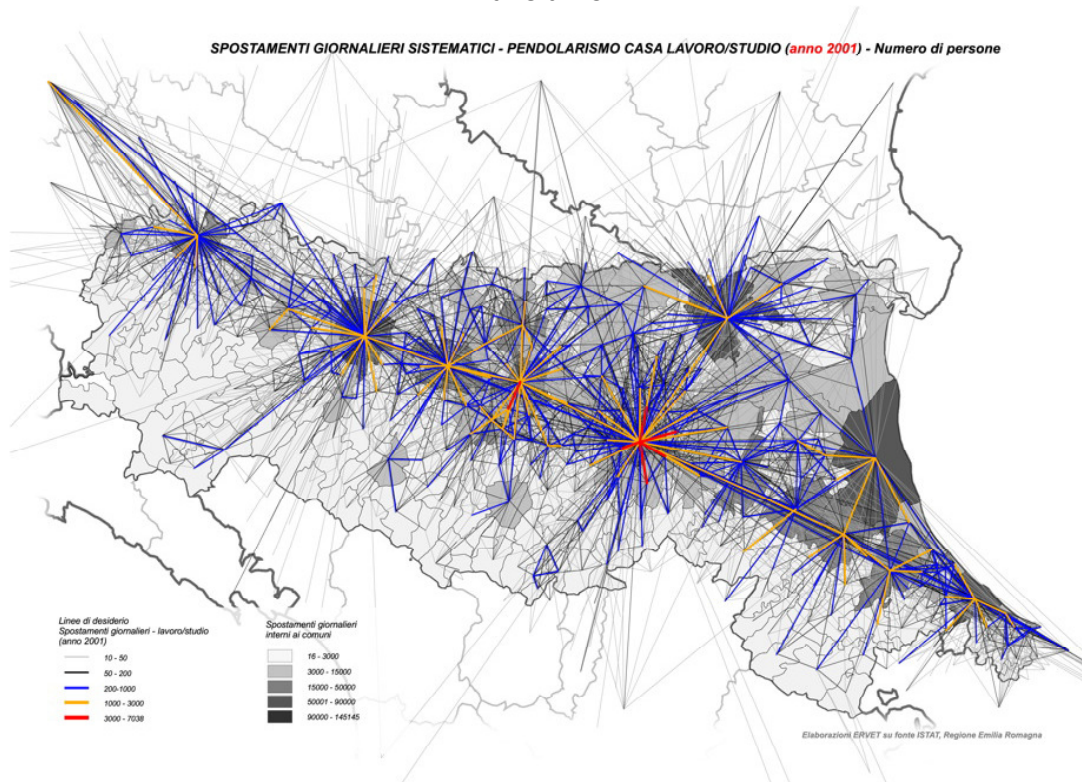 SPOSTAMENTI GIORNALIERI SISTEMATICI - PENDOLARISMO CASA LAVORO/STUDIO (anno 2001) - Numero di persone
Linee di desiderio
Spostamenti giornalieri - lavoro/studio
(anno 2001)
10 - 50
50 - 200
200-1000
1000 - 3000
3000 - 7038
Spostamenti giornalieri
interni ai comuni
16 - 3000
3000 - 15000
15000 - 50000
50001 - 90000
90000 - 145145
Elaborazioni ERVET su fonte ISTAT, Regione Emilia Romagna